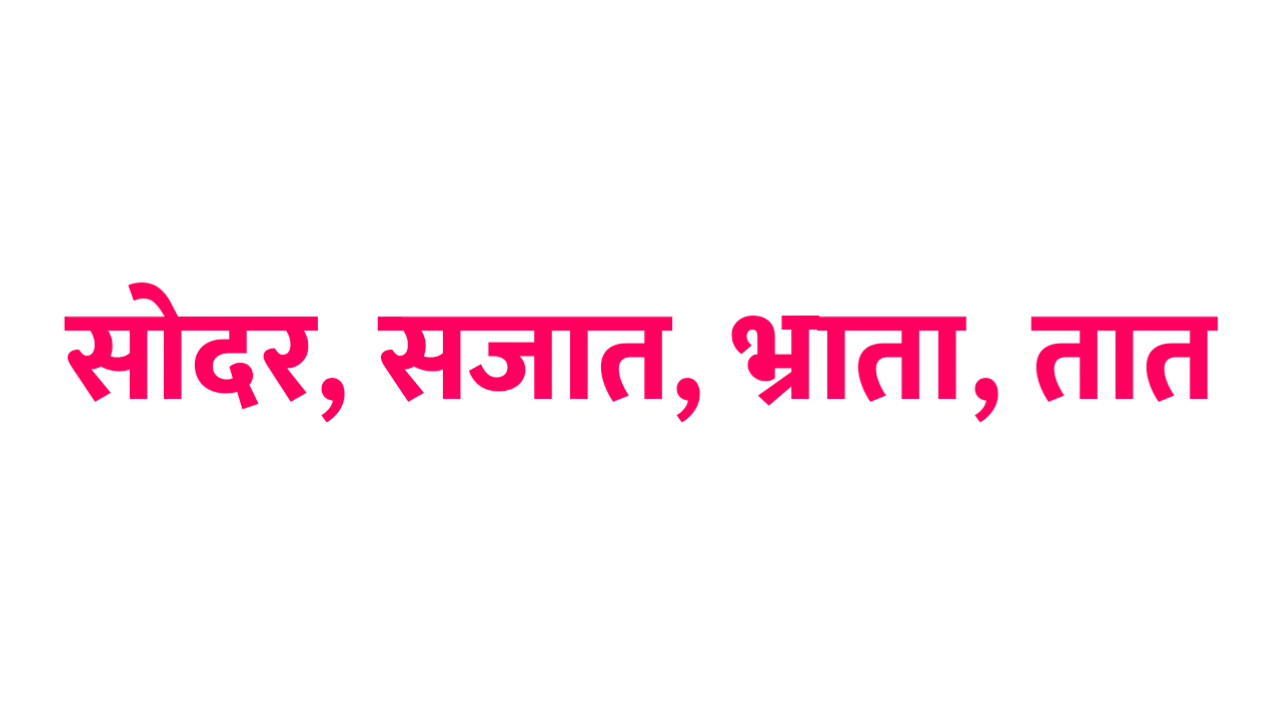 सोदर, सजात, भ्राता, तात